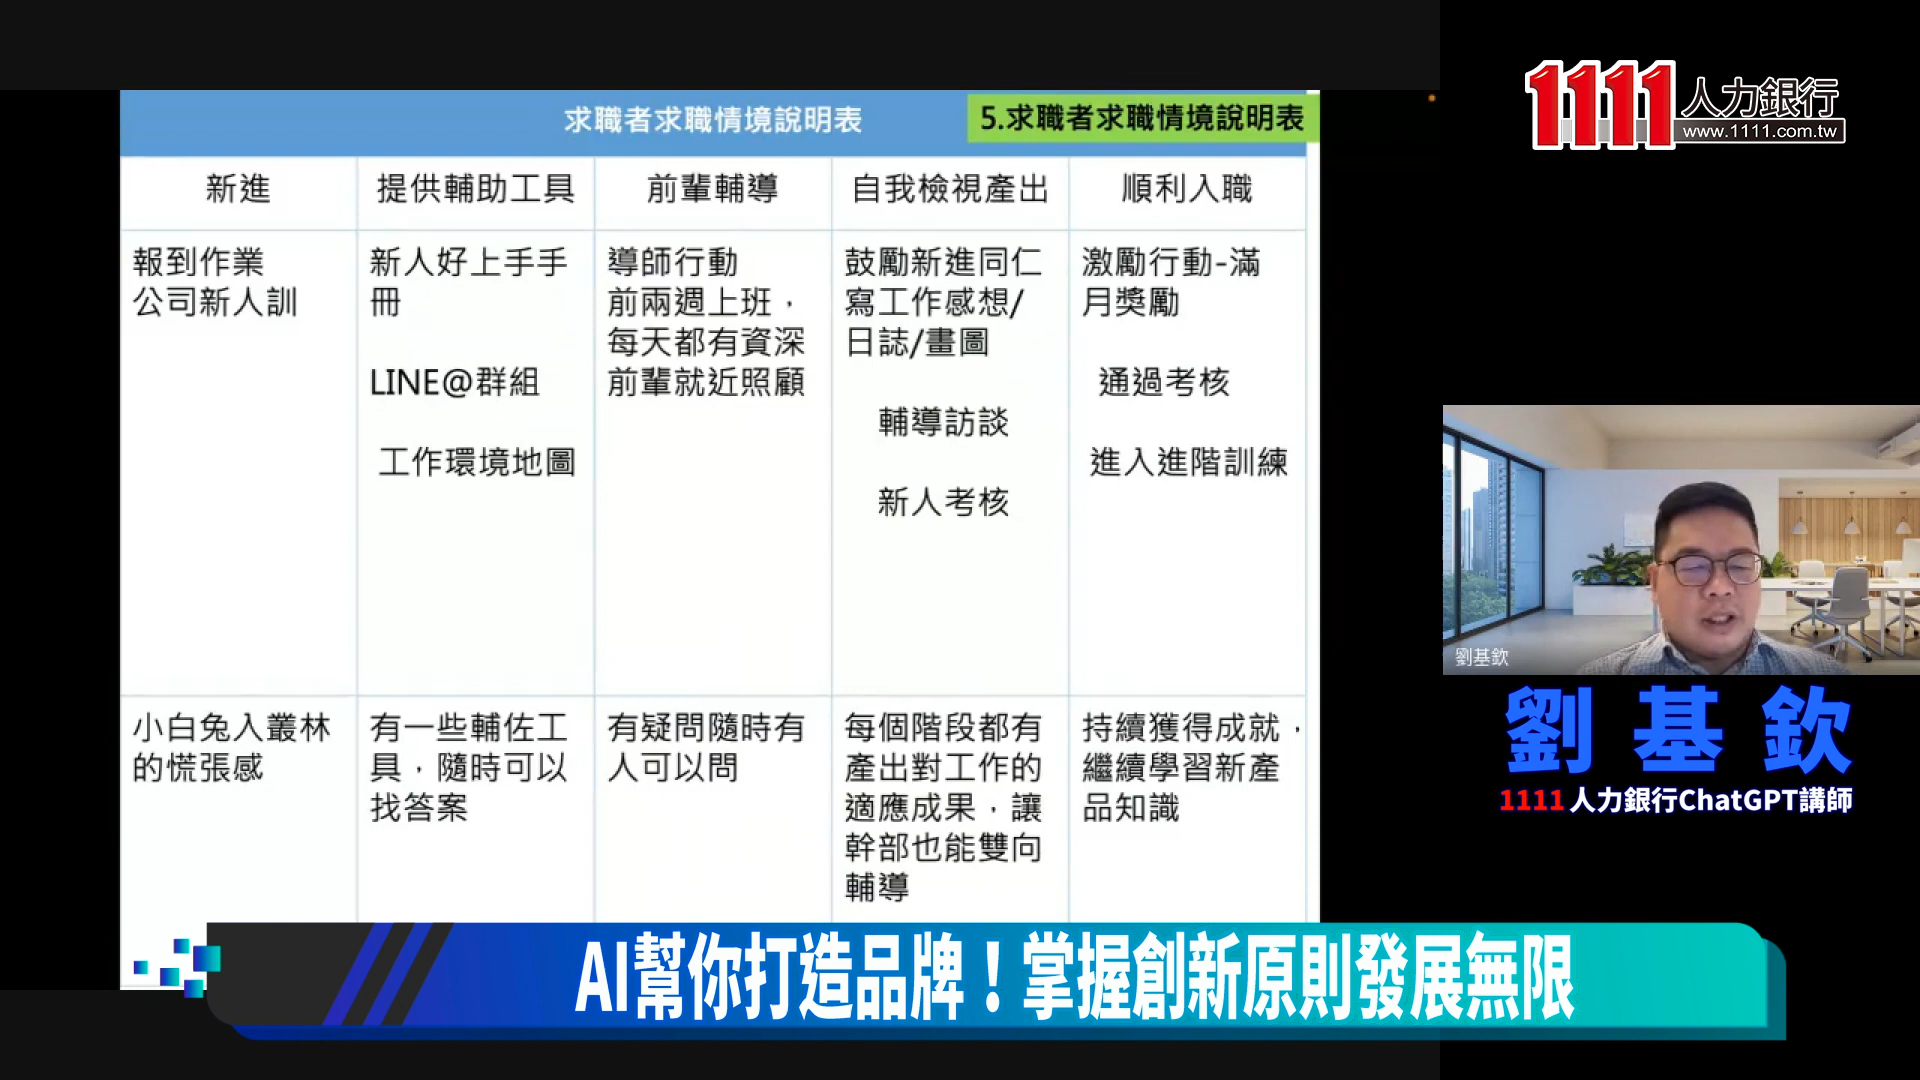 求職者求職情境說明表
5.求職者求職情境說明表
新進
提供輔助工具
前輩輔導
自我檢視產出
順利入職
報到作業
公司新人訓
新人好上手手
冊
LINE@群組
工作環境地圖
導師行動
前兩週上班，
每天都有資深
前輩就近照顧
鼓勵新進同仁
寫工作感想/
日誌/畫圖
輔導訪談
新人考核
激勵行動-滿
月獎勵
通過考核
進入進階訓練
小白兔入叢林
的慌張感
有一些輔佐工
具，隨時可以
找答案
有疑問隨時有
人可以問
每個階段都有
產出對工作的
適應成果，讓
幹部也能雙向
輔導
持續獲得成就，
繼續學習新產
品知識
1111人力銀行
www.1111.com.tw
劉基欽
劉基欽
1111人力銀行ChatGPT講師
AI幫你打造品牌！掌握創新原則發展無限